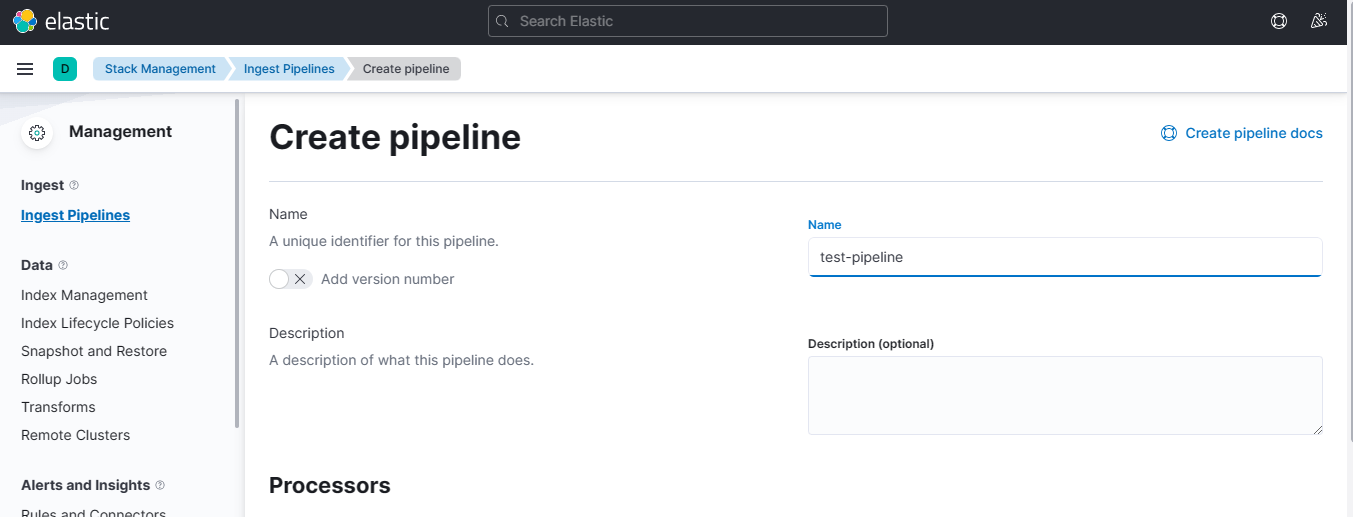 elastic
Search Elastic
D
Stack Management
Ingest Pipelines
Create pipeline
Management
Ingest
Ingest Pipelines
Data
Index Management
Index Lifecycle Policies
Snapshot and Restore
Rollup Jobs
Transforms
Remote Clusters
Alerts and Insights
Rules and Connectors
Create pipeline
Create pipeline docs
Name
A unique identifier for this pipeline.
Add version number
Name
test-pipeline
Description
A description of what this pipeline does.
Description (optional)
Processors